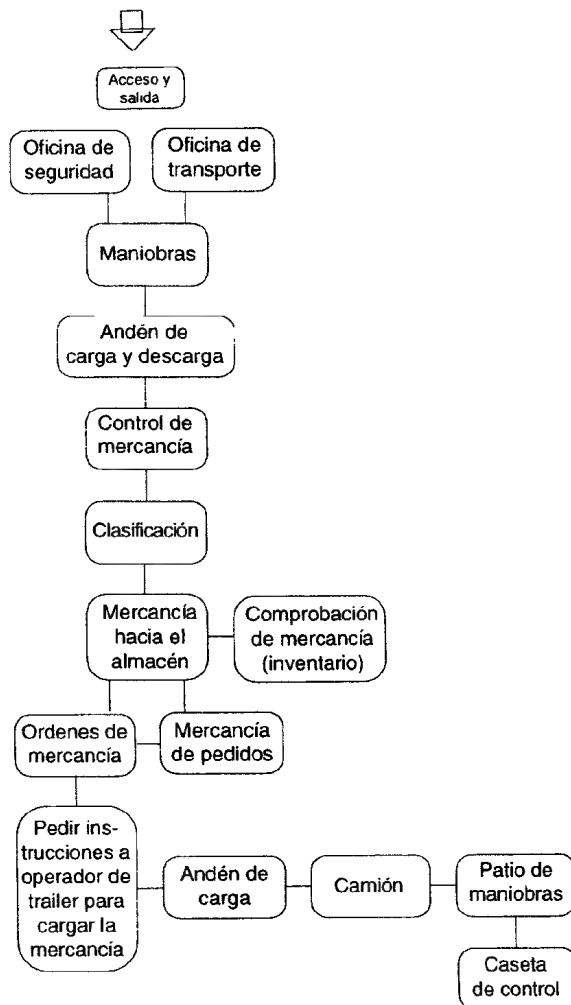 Acceso y
salida
Oficina de
seguridad
Oficina de
transporte
Maniobras
Andén de
carga y descarga
Control de
mercancía
Clasificación
Mercancía
hacia el
almacén
Comprobación
de mercancía
(inventario)
Ordenes de
mercancía
Mercancía
de pedidos
Pedir ins-
trucciones a
operador de
trailer para
cargar la
mercancía
Andén de
carga
Camión
Patio de
maniobras
Caseta
de control